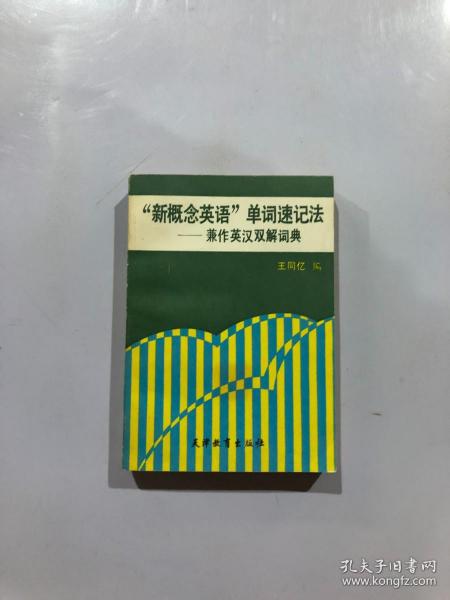 “新概念英语”单词速记法
——兼作英汉双解词典
王同亿 编
天津教育出版社
孔夫子旧书网
www.kongfz.com